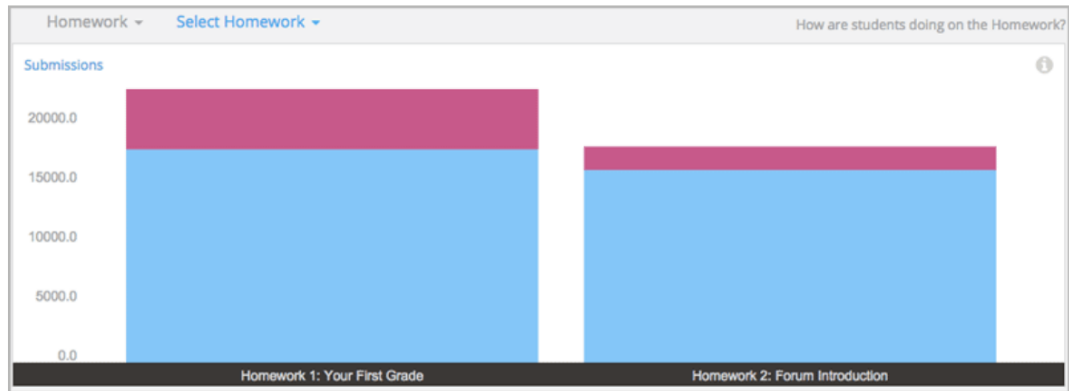 Homework Select Homework How are students doing on the Homework?
Submissions
20000.0
15000.0
10000.0
5000.0
0.0
Homework 1: Your First Grade Homework 2: Forum Introduction